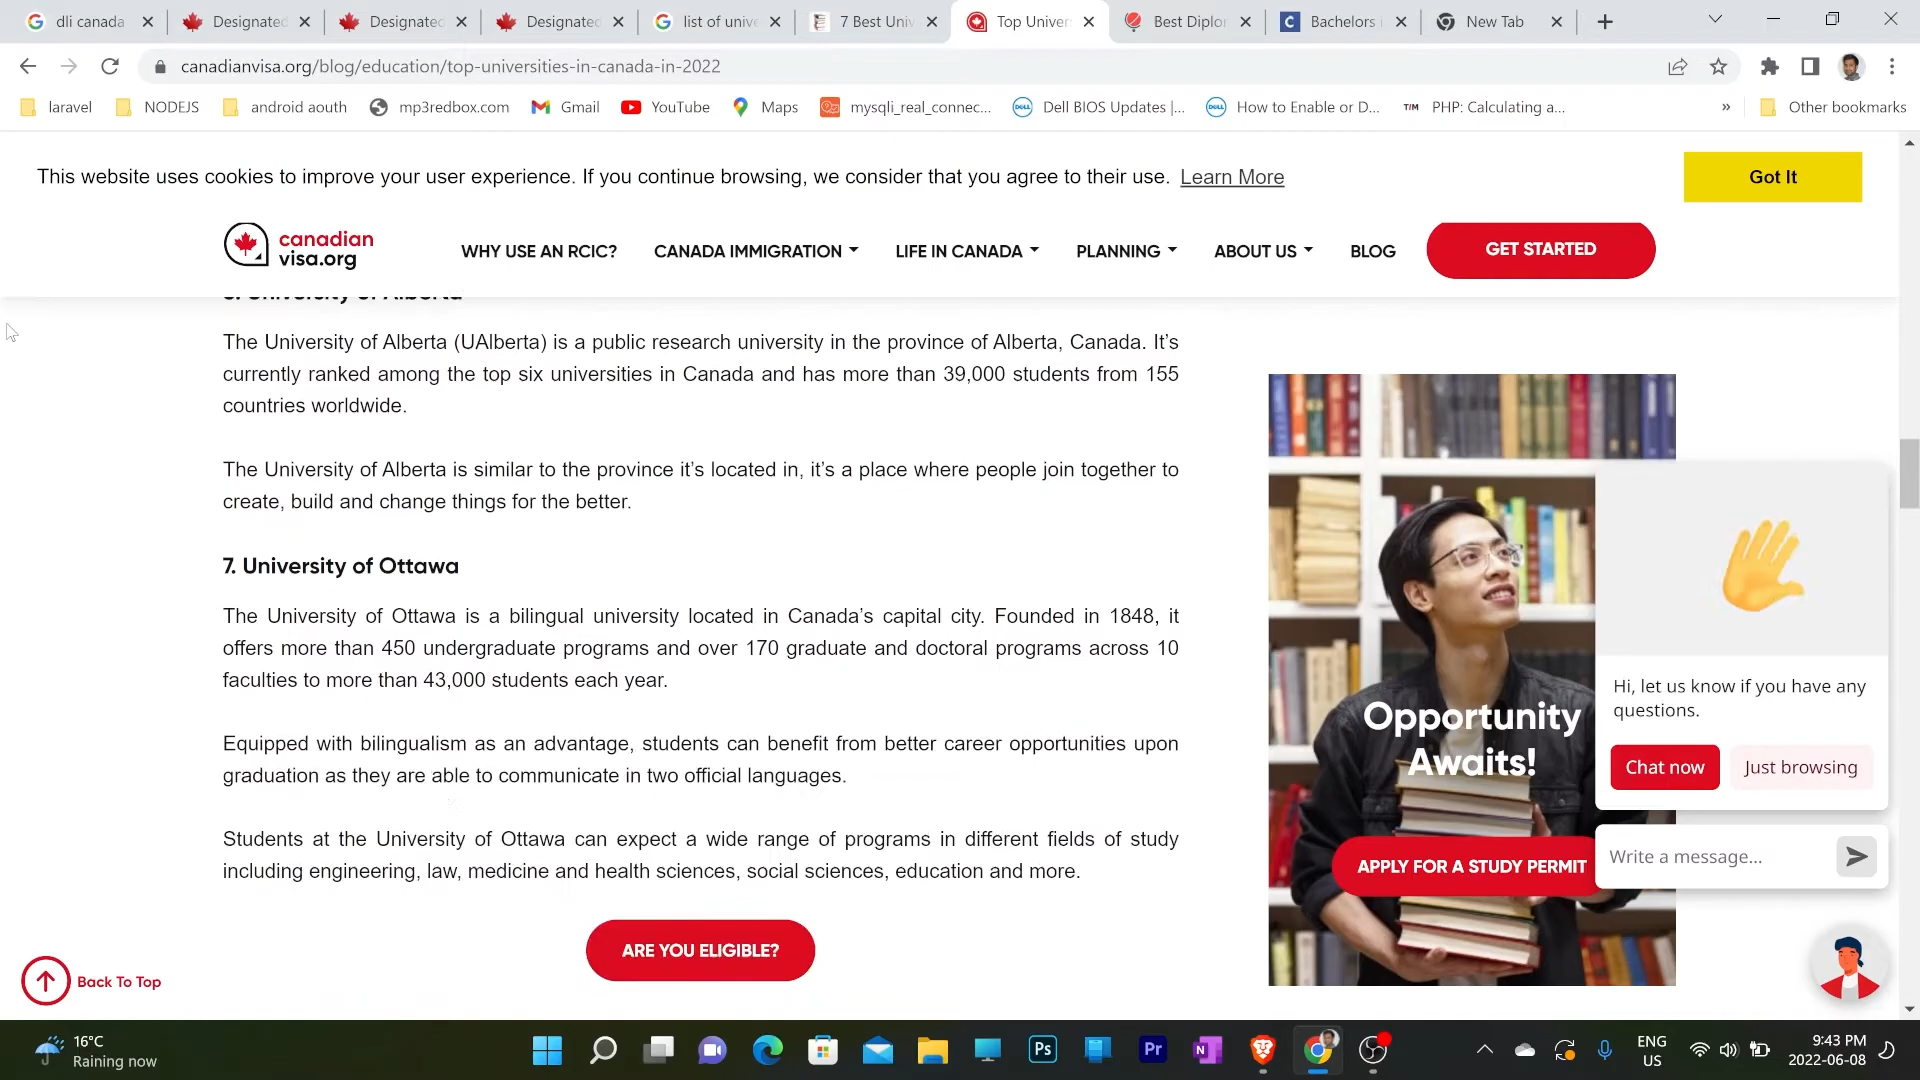 dli canada
Designated
Designated
Designated
list of unive
7 Best Univ
Top Univer
Best Diplor
Bachelors i
New Tab
canadianvisa.org/blog/education/top-universities-in-canada-in-2022
laravel
NODEJS
android aouth
mp3redbox.com
Gmail
YouTube
Maps
mysqli_real_connec...
Dell BIOS Updates |...
How to Enable or D...
T/M PHP: Calculating a...
»
Other bookmarks
This website uses cookies to improve your user experience. If you continue browsing, we consider that you agree to their use. Learn More
Got It
canadian
visa.org
WHY USE AN RCIC?
CANADA IMMIGRATION
LIFE IN CANADA
PLANNING
ABOUT US
BLOG
GET STARTED
University of Alberta
The University of Alberta (UAlberta) is a public research university in the province of Alberta, Canada. It's
currently ranked among the top six universities in Canada and has more than 39,000 students from 155
countries worldwide.
The University of Alberta is similar to the province it's located in, it's a place where people join together to
create, build and change things for the better.
7. University of Ottawa
The University of Ottawa is a bilingual university located in Canada's capital city. Founded in 1848, it
offers more than 450 undergraduate programs and over 170 graduate and doctoral programs across 10
faculties to more than 43,000 students each year.
Equipped with bilingualism as an advantage, students can benefit from better career opportunities upon
graduation as they are able to communicate in two official languages.
Students at the University of Ottawa can expect a wide range of programs in different fields of study
including engineering, law, medicine and health sciences, social sciences, education and more.
ARE YOU ELIGIBLE?
Back To Top
Opportunity
Awaits!
APPLY FOR A STUDY PERMIT
Hi, let us know if you have any
questions.
Chat now
Just browsing
Write a message...
16°C
Raining now
Ps
Pr
N
ENG
US
9:43 PM
2022-06-08